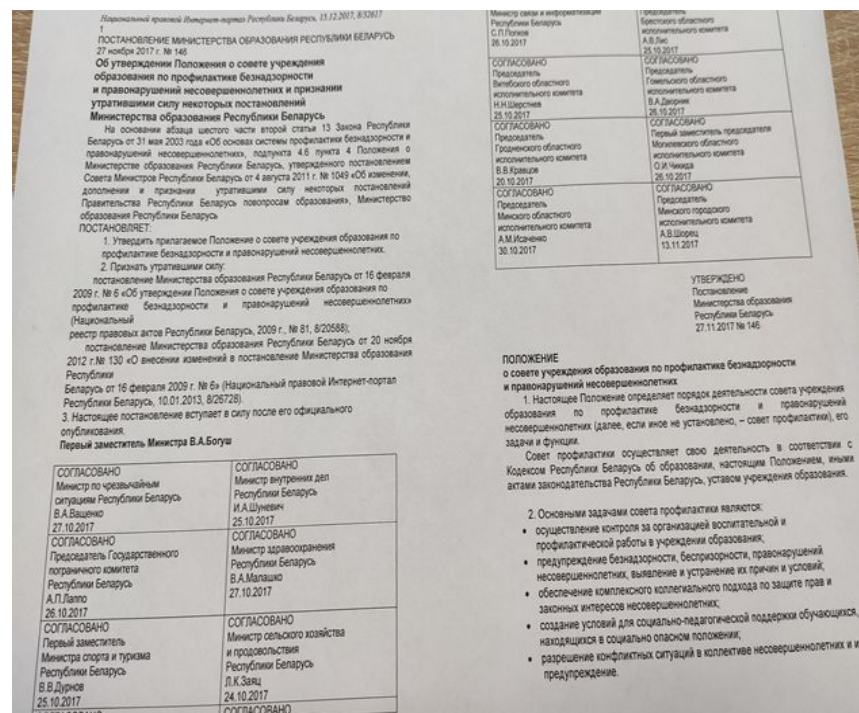 Национальный правовой Интернет-портал Республики Беларусь, 15.12.2017, 8/32617
1
ПОСТАНОВЛЕНИЕ МИНИСТЕРСТВА ОБРАЗОВАНИЯ РЕСПУБЛИКИ БЕЛАРУСЬ
27 ноября 2017 г. № 146
Об утверждении Положения о совете учреждения
образования по профилактике безнадзорности
и правонарушений несовершеннолетних и признании
утратившими силу некоторых постановлений
Министерства образования Республики Беларусь
На основании абзаца шестого части второй статьи 13 Закона Республики
Беларусь от 31 мая 2003 года «Об основах системы профилактики безнадзорности и
правонарушений несовершеннолетних», подпункта 4.6 пункта 4 Положения о
Министерстве образования Республики Беларусь, утвержденного постановлением
Совета Министров Республики Беларусь от 4 августа 2011 г. № 1049 «Об изменении,
дополнении и признании утратившими силу некоторых постановлений
Правительства Республики Беларусь повопросам образования», Министерство
образования Республики Беларусь
ПОСТАНОВЛЯЕТ:
1. Утвердить прилагаемое Положение о совете учреждения образования по
профилактике безнадзорности и правонарушений несовершеннолетних.
2. Признать утратившими силу:
постановление Министерства образования Республики Беларусь от 16 февраля
2009 г. № 6 «Об утверждении Положения о совете учреждения образования по
профилактике безнадзорности и правонарушений несовершеннолетних»
(Национальный
реестр правовых актов Республики Беларусь, 2009 г., № 81, 8/20588);
постановление Министерства образования Республики Беларусь от 20 ноября
2012 г.№ 130 «О внесении изменений в постановление Министерства образования
Республики
Беларусь от 16 февраля 2009 г. № 6» (Национальный правовой Интернет-портал
Республики Беларусь, 10.01.2013, 8/26728).
3. Настоящее постановление вступает в силу после его официального
опубликования.
Первый заместитель Министра В.А.Богуш
СОГЛАСОВАНО
Министр по чрезвычайным
ситуациям Республики Беларусь
В.А.Ващенко
27.10.2017
СОГЛАСОВАНО
Министр внутренних дел
Республики Беларусь
И.А.Шуневич
25.10.2017
СОГЛАСОВАНО
Председатель Государственного
пограничного комитета
Республики Беларусь
А.П.Лаппо
26.10.2017
СОГЛАСОВАНО
Министр здравоохранения
Республики Беларусь
В.А.Малашко
27.10.2017
СОГЛАСОВАНО
Первый заместитель
Министра спорта и туризма
Республики Беларусь
В.В.Дурнов
25.10.2017
СОГЛАСОВАНО
Министр сельского хозяйства
и продовольствия
Республики Беларусь
Л.К.Заяц
24.10.2017
СОГЛАСОВАНО
СОГЛАСОВАНО
Министр связи и информатизации
Республики Беларусь
С.П.Попков
26.10.2017
Председатель
Брестского областного
исполнительного комитета
А.В.Лис
25.10.2017
СОГЛАСОВАНО
Председатель
Витебского областного
исполнительного комитета
Н.Н.Шерстнев
25.10.2017
СОГЛАСОВАНО
Председатель
Гомельского областного
исполнительного комитета
В.А.Дворник
26.10.2017
СОГЛАСОВАНО
Председатель
Гродненского областного
исполнительного комитета
В.В.Кравцов
20.10.2017
СОГЛАСОВАНО
Первый заместитель председателя
Могилевского областного
исполнительного комитета
О.И.Чикида
26.10.2017
СОГЛАСОВАНО
Председатель
Минского областного
исполнительного комитета
А.М.Исаченко
30.10.2017
СОГЛАСОВАНО
Председатель
Минского городского
исполнительного комитета
А.В.Шорец
13.11.2017
УТВЕРЖДЕНО
Постановление
Министерства образования
Республики Беларусь
27.11.2017 № 146
ПОЛОЖЕНИЕ
о совете учреждения образования по профилактике безнадзорности
и правонарушений несовершеннолетних
1. Настоящее Положение определяет порядок деятельности совета учреждения
образования по профилактике безнадзорности и правонарушений
несовершеннолетних (далее, если иное не установлено, – совет профилактики), его
задачи и функции.
Совет профилактики осуществляет свою деятельность в соответствии с
Кодексом Республики Беларусь об образовании, настоящим Положением, иными
актами законодательства Республики Беларусь, уставом учреждения образования.
2. Основными задачами совета профилактики являются:
• осуществление контроля за организацией воспитательной и
профилактической работы в учреждении образования;
• предупреждение безнадзорности, беспризорности, правонарушений
несовершеннолетних, выявление и устранение их причин и условий;
• обеспечение комплексного коллегиального подхода по защите прав и
законных интересов несовершеннолетних;
• создание условий для социально-педагогической поддержки обучающихся,
находящихся в социально опасном положении;
• разрешение конфликтных ситуаций в коллективе несовершеннолетних и и
предупреждение.